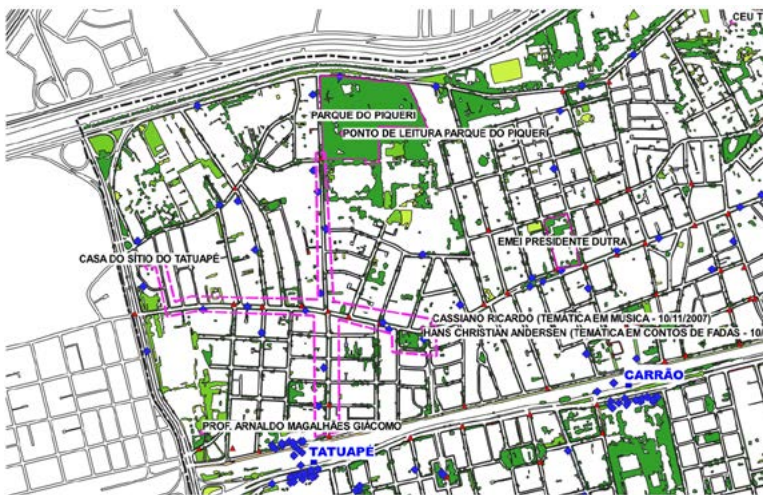 CEU T
PARQUE DO PIQUERI
PONTO DE LEITURA PARQUE DO PIQUERI
EMEI PRESIDENTE DUTRA
CASA DO SÍTIO DO TATUAPÉ
CASSIANO RICARDO (TEMÁTICA EM MÚSICA - 10/11/2007)
HANS CHRISTIAN ANDERSEN (TEMÁTICA EM CONTOS DE FADAS - 10/
CARRÃO
PROF. ARNALDO MAGALHÃES GIÁCOMO
TATUAPÉ